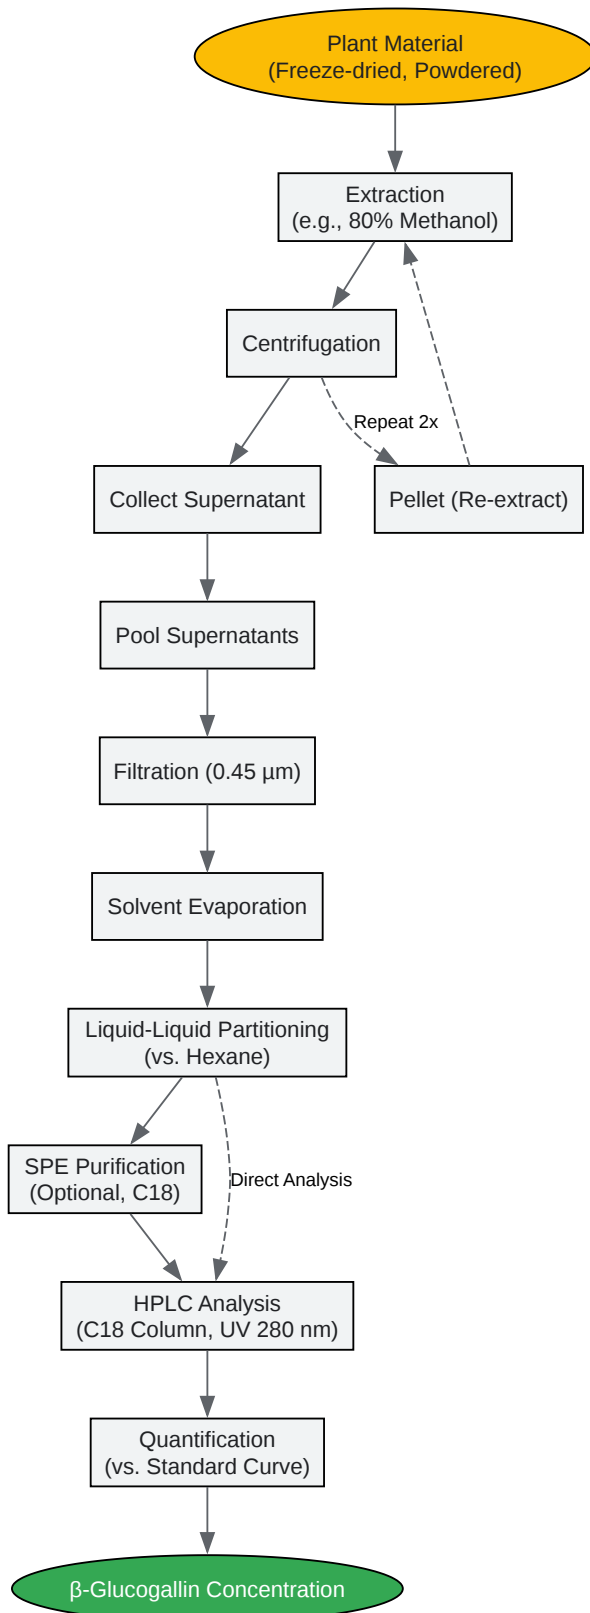 Plant Material
(Freeze-dried, Powdered)
Extraction
(e.g., 80% Methanol)
Centrifugation
Repeat 2x
Collect Supernatant
Pellet (Re-extract)
Pool Supernatants
Filtration (0.45 µm)
Solvent Evaporation
Liquid-Liquid Partitioning
(vs. Hexane)
SPE Purification
(Optional, C18)
Direct Analysis
HPLC Analysis
(C18 Column, UV 280 nm)
Quantification
(vs. Standard Curve)
β-Glucogallin Concentration